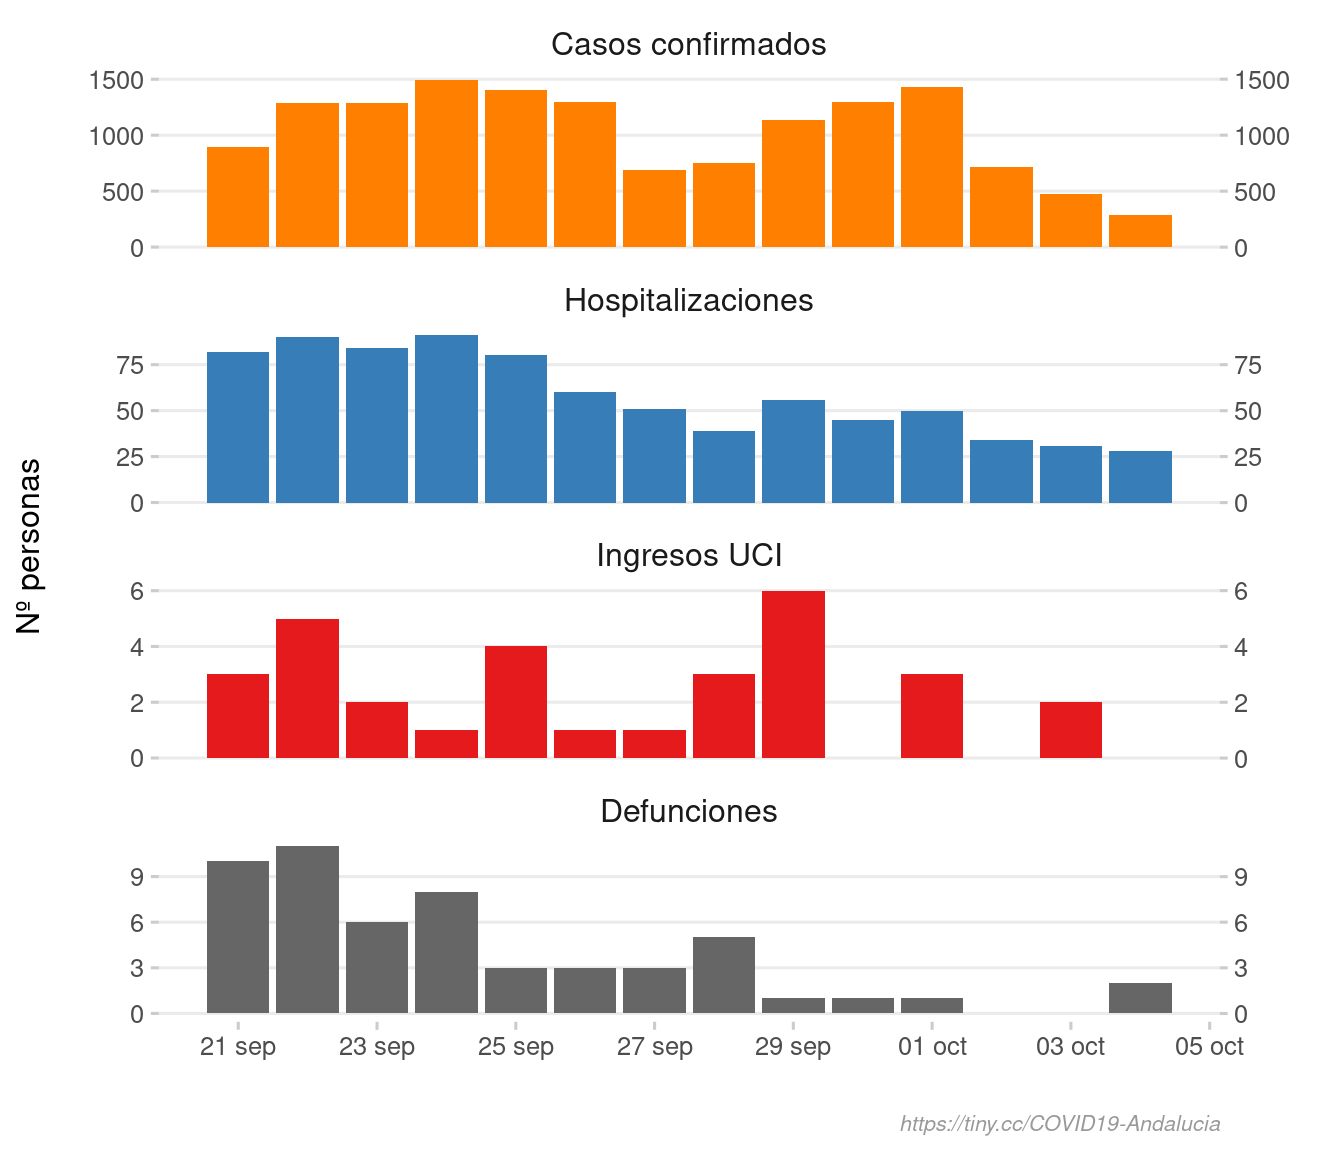 Casos confirmados
1500 1500
1000 1000
500 500
0 0
Hospitalizaciones
75 75
50 50
25 25
0 0
Nº personas
Ingresos UCI
6 6
4 4
2 2
0 0
Defunciones
9 9
6 6
3 3
0 0
21 sep 23 sep 25 sep 27 sep 29 sep 01 oct 03 oct 05 oct
https://tiny.cc/COVID19-Andalucia